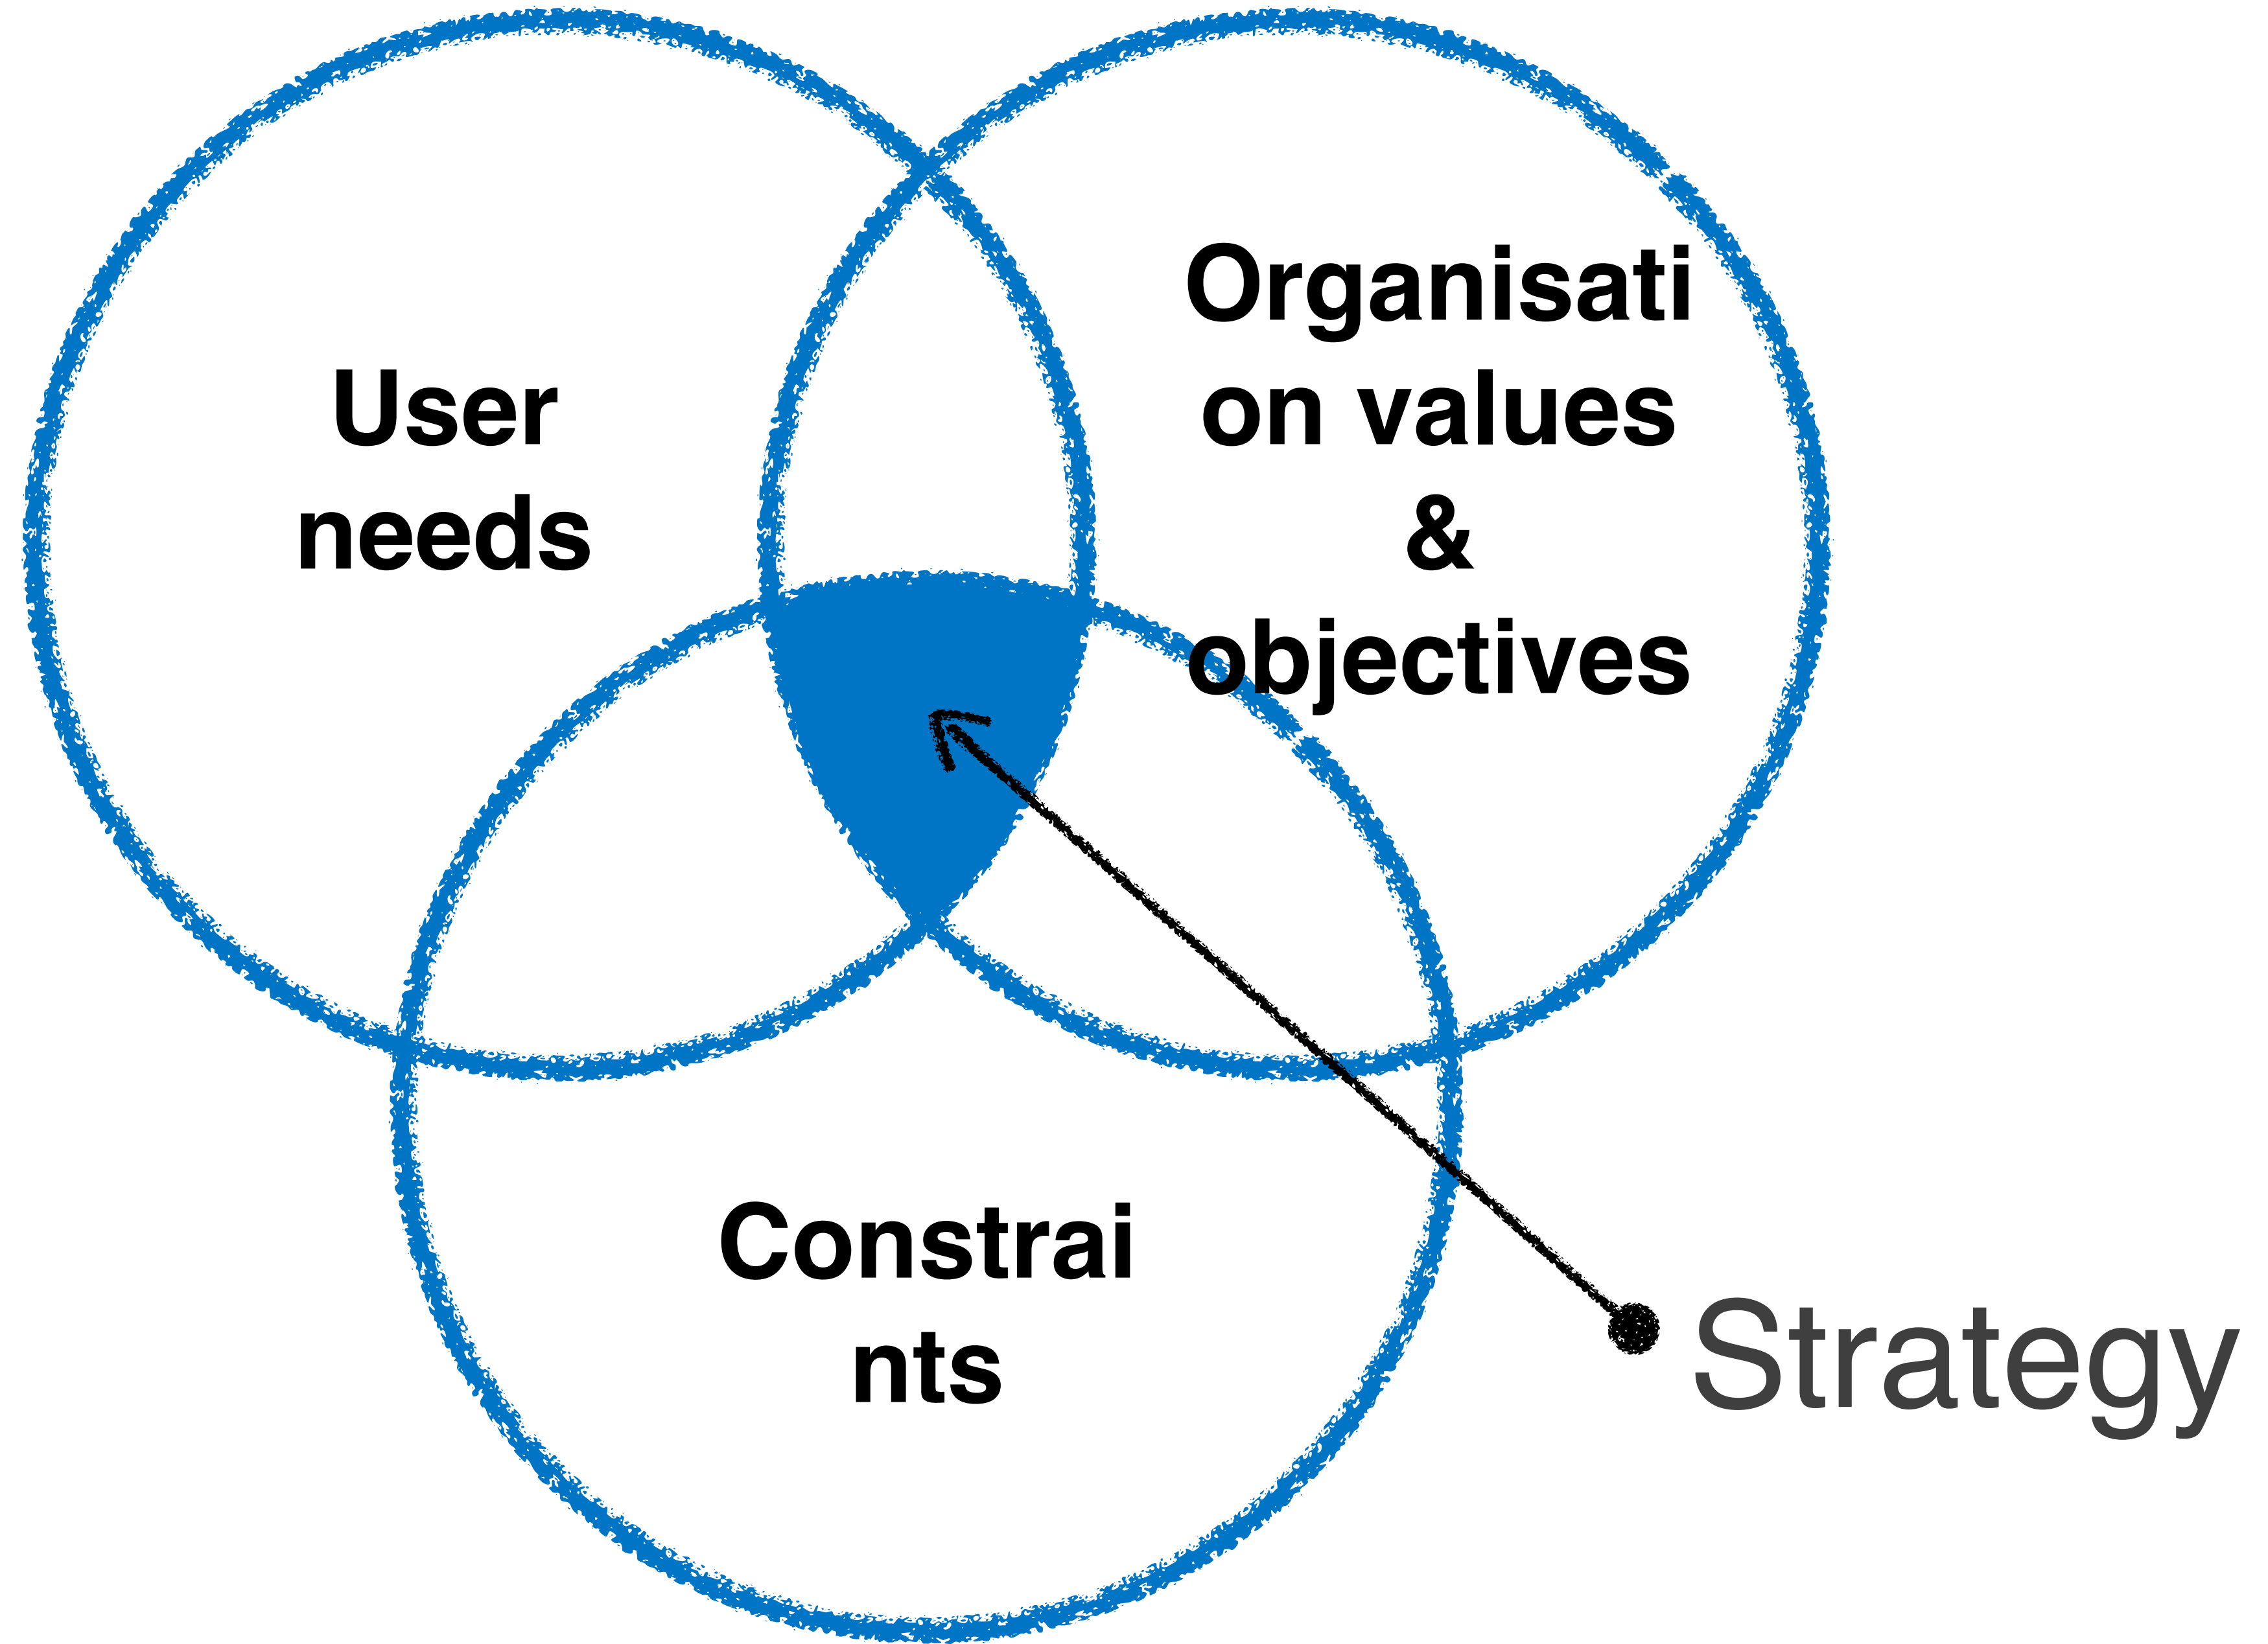 User
needs
Organisati
on values
&
objectives
Constrai
nts
Strategy